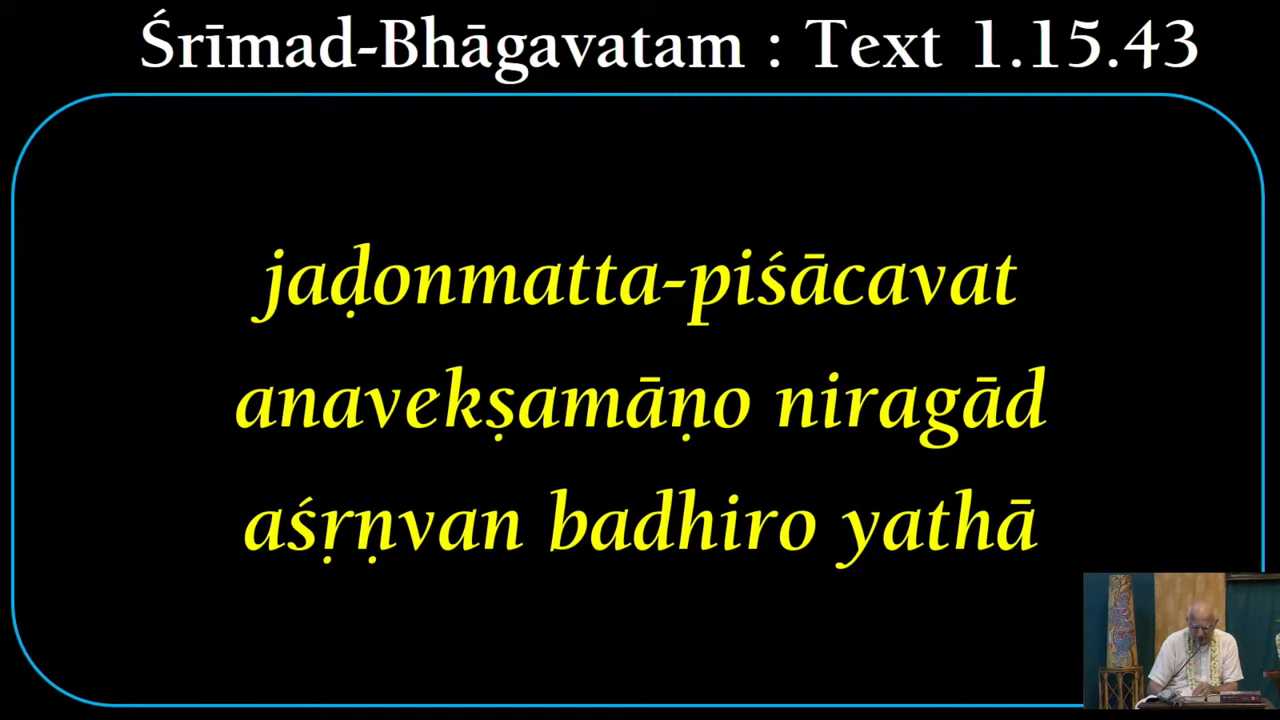 Śrīmad-Bhāgavatam : Text 1.15.43
jaḍonmatta-piśācavat
anavekṣamāṇo niragād
aśṛṇvan badhiro yathā